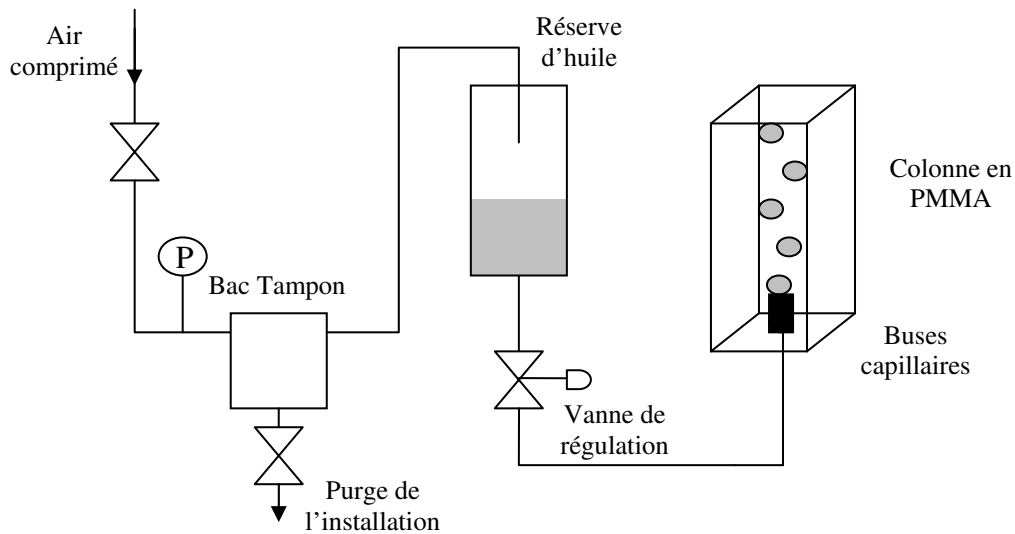 Air
comprimé
Réserve
d'huile
Colonne en
PMMA
P
Bac Tampon
Buses
capillaires
Vanne de
régulation
Purge de
l'installation